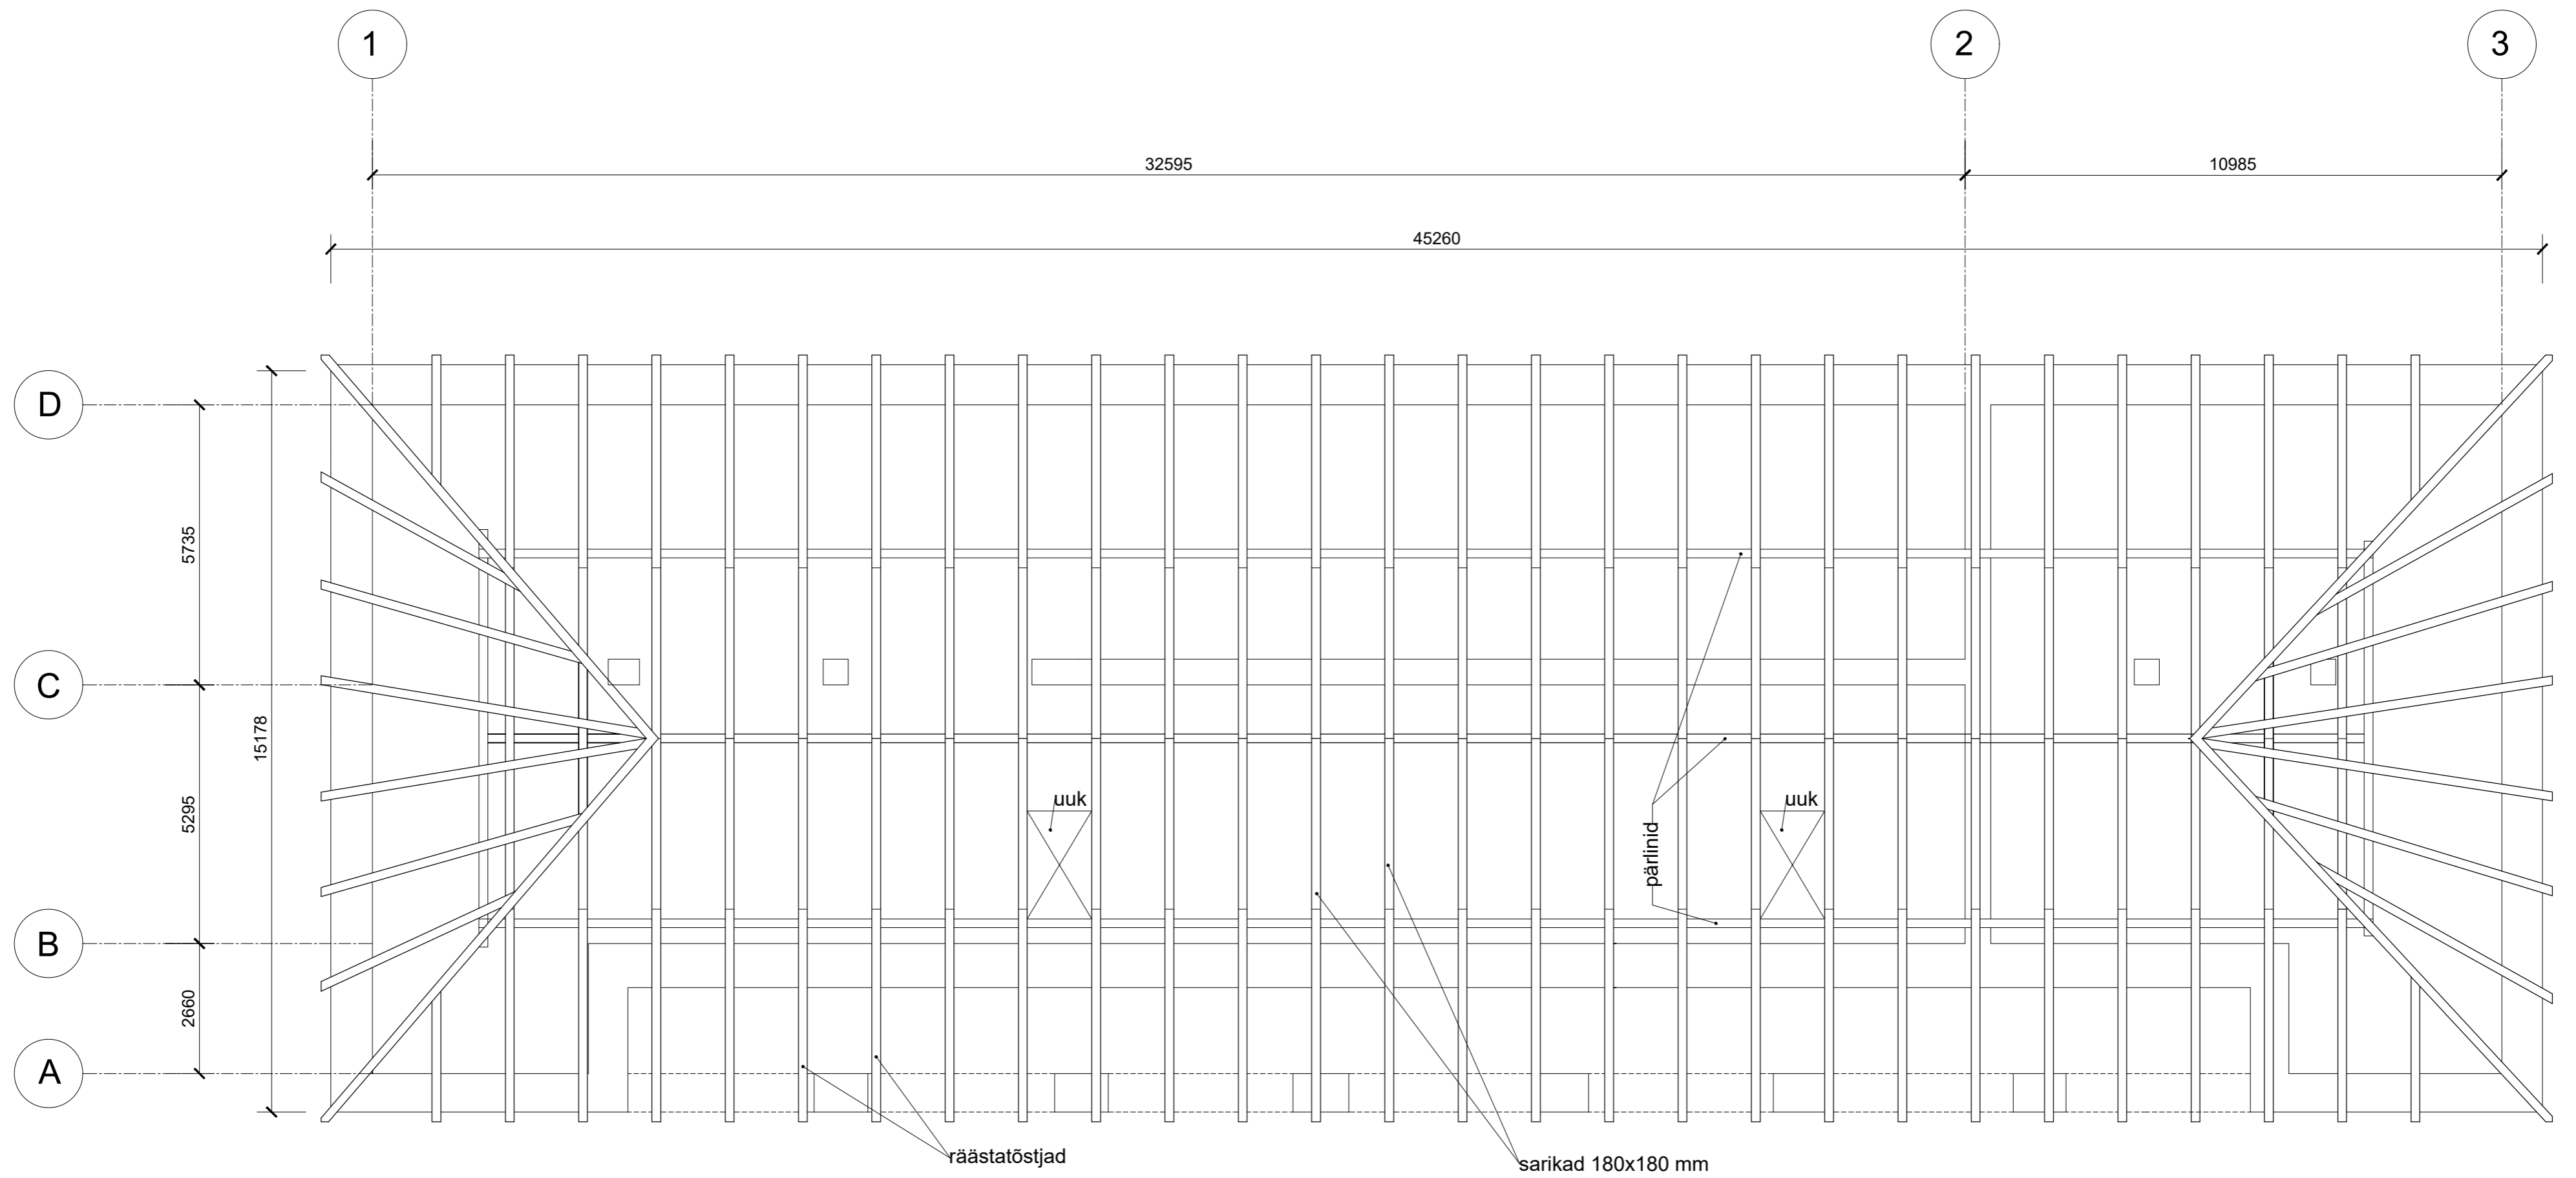 1
2
3
32595
10985
45260
D
C
B
A
5735
15178
5295
2660
uuk
uuk
pärlinid
räästatõstjad
sarikad 180x180 mm